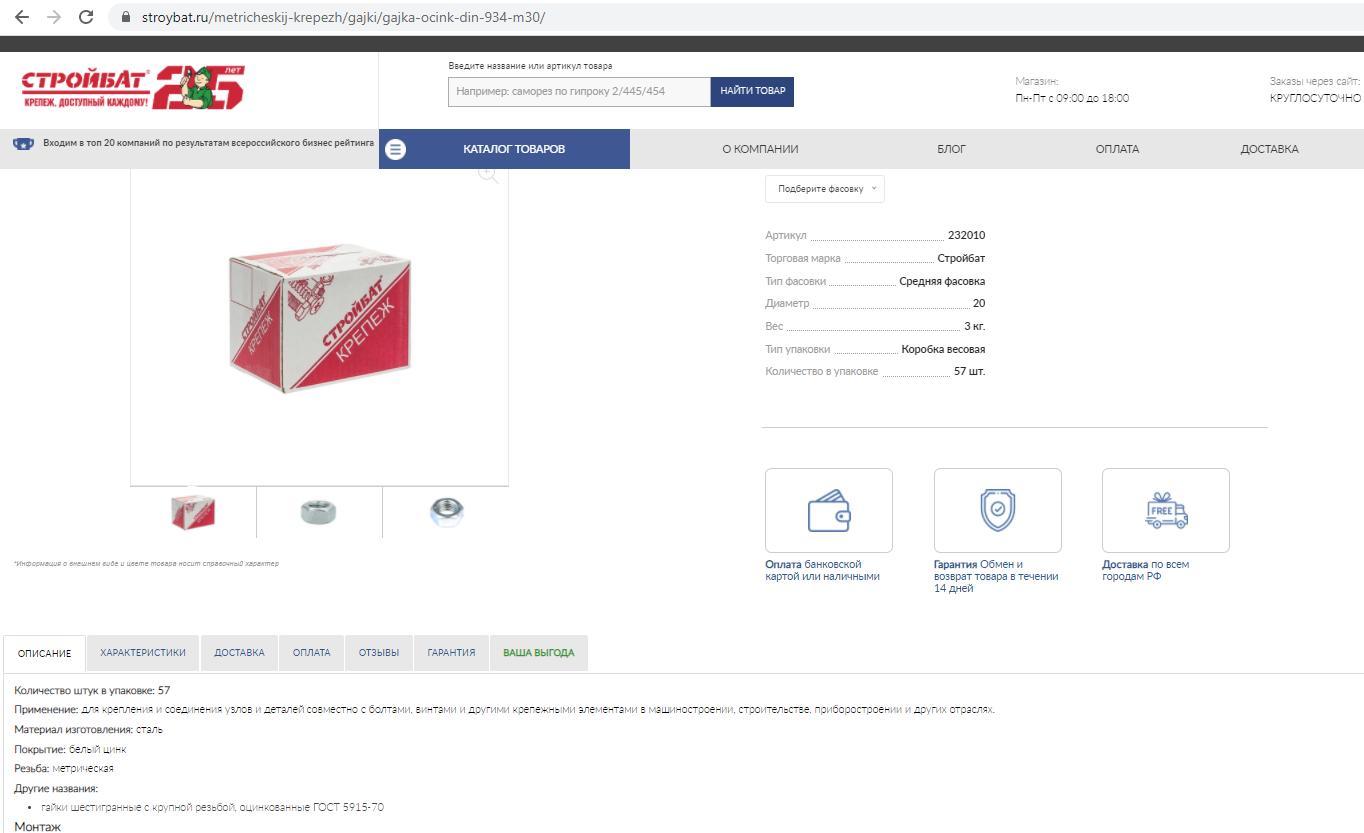 stroybat.ru/metricheskij-krepezh/gajki/gajka-ocink-din-934-m30/
СТРОЙБАТ 25 лет
КРЕПЕЖ, ДОСТУПНЫЙ КАЖДОМУ!
Введите название или артикул товара
Например: саморез по гипроку 2/445/454
НАЙТИ ТОВАР
Магазин:
Пн-Пт с 09:00 до 18:00
Заказы через сайт:
КРУГЛОСУТОЧНО
Входим в топ 20 компаний по результатам всероссийского бизнес рейтинга
КАТАЛОГ ТОВАРОВ
О КОМПАНИИ
БЛОГ
ОПЛАТА
ДОСТАВКА
СТРОЙБАТ
КРЕПЕЖ
СТРОЙБАТ
КРЕПЕЖ
Подберите фасовку
Артикул 232010
Торговая марка Стройбат
Тип фасовки Средняя фасовка
Диаметр 20
Вес 3 кг.
Тип упаковки Коробка весовая
Количество в упаковке 57 шт.
*Информация о внешнем виде и цвете товара носит справочный характер
Оплата банковской
картой или наличными
Гарантия Обмен и
возврат товара в течении
14 дней
FREE
Доставка по всем
городам РФ
ОПИСАНИЕ
ХАРАКТЕРИСТИКИ
ДОСТАВКА
ОПЛАТА
ОТЗЫВЫ
ГАРАНТИЯ
ВАША ВЫГОДА
Количество штук в упаковке: 57
Применение: для крепления и соединения узлов и деталей совместно с болтами, винтами и другими крепежными элементами в машиностроении, строительстве, приборостроении и других отраслях.
Материал изготовления: сталь
Покрытие: белый цинк
Резьба: метрическая
Другие названия:
• гайки шестигранные с крупной резьбой, оцинкованные ГОСТ 5915-70
Монтаж